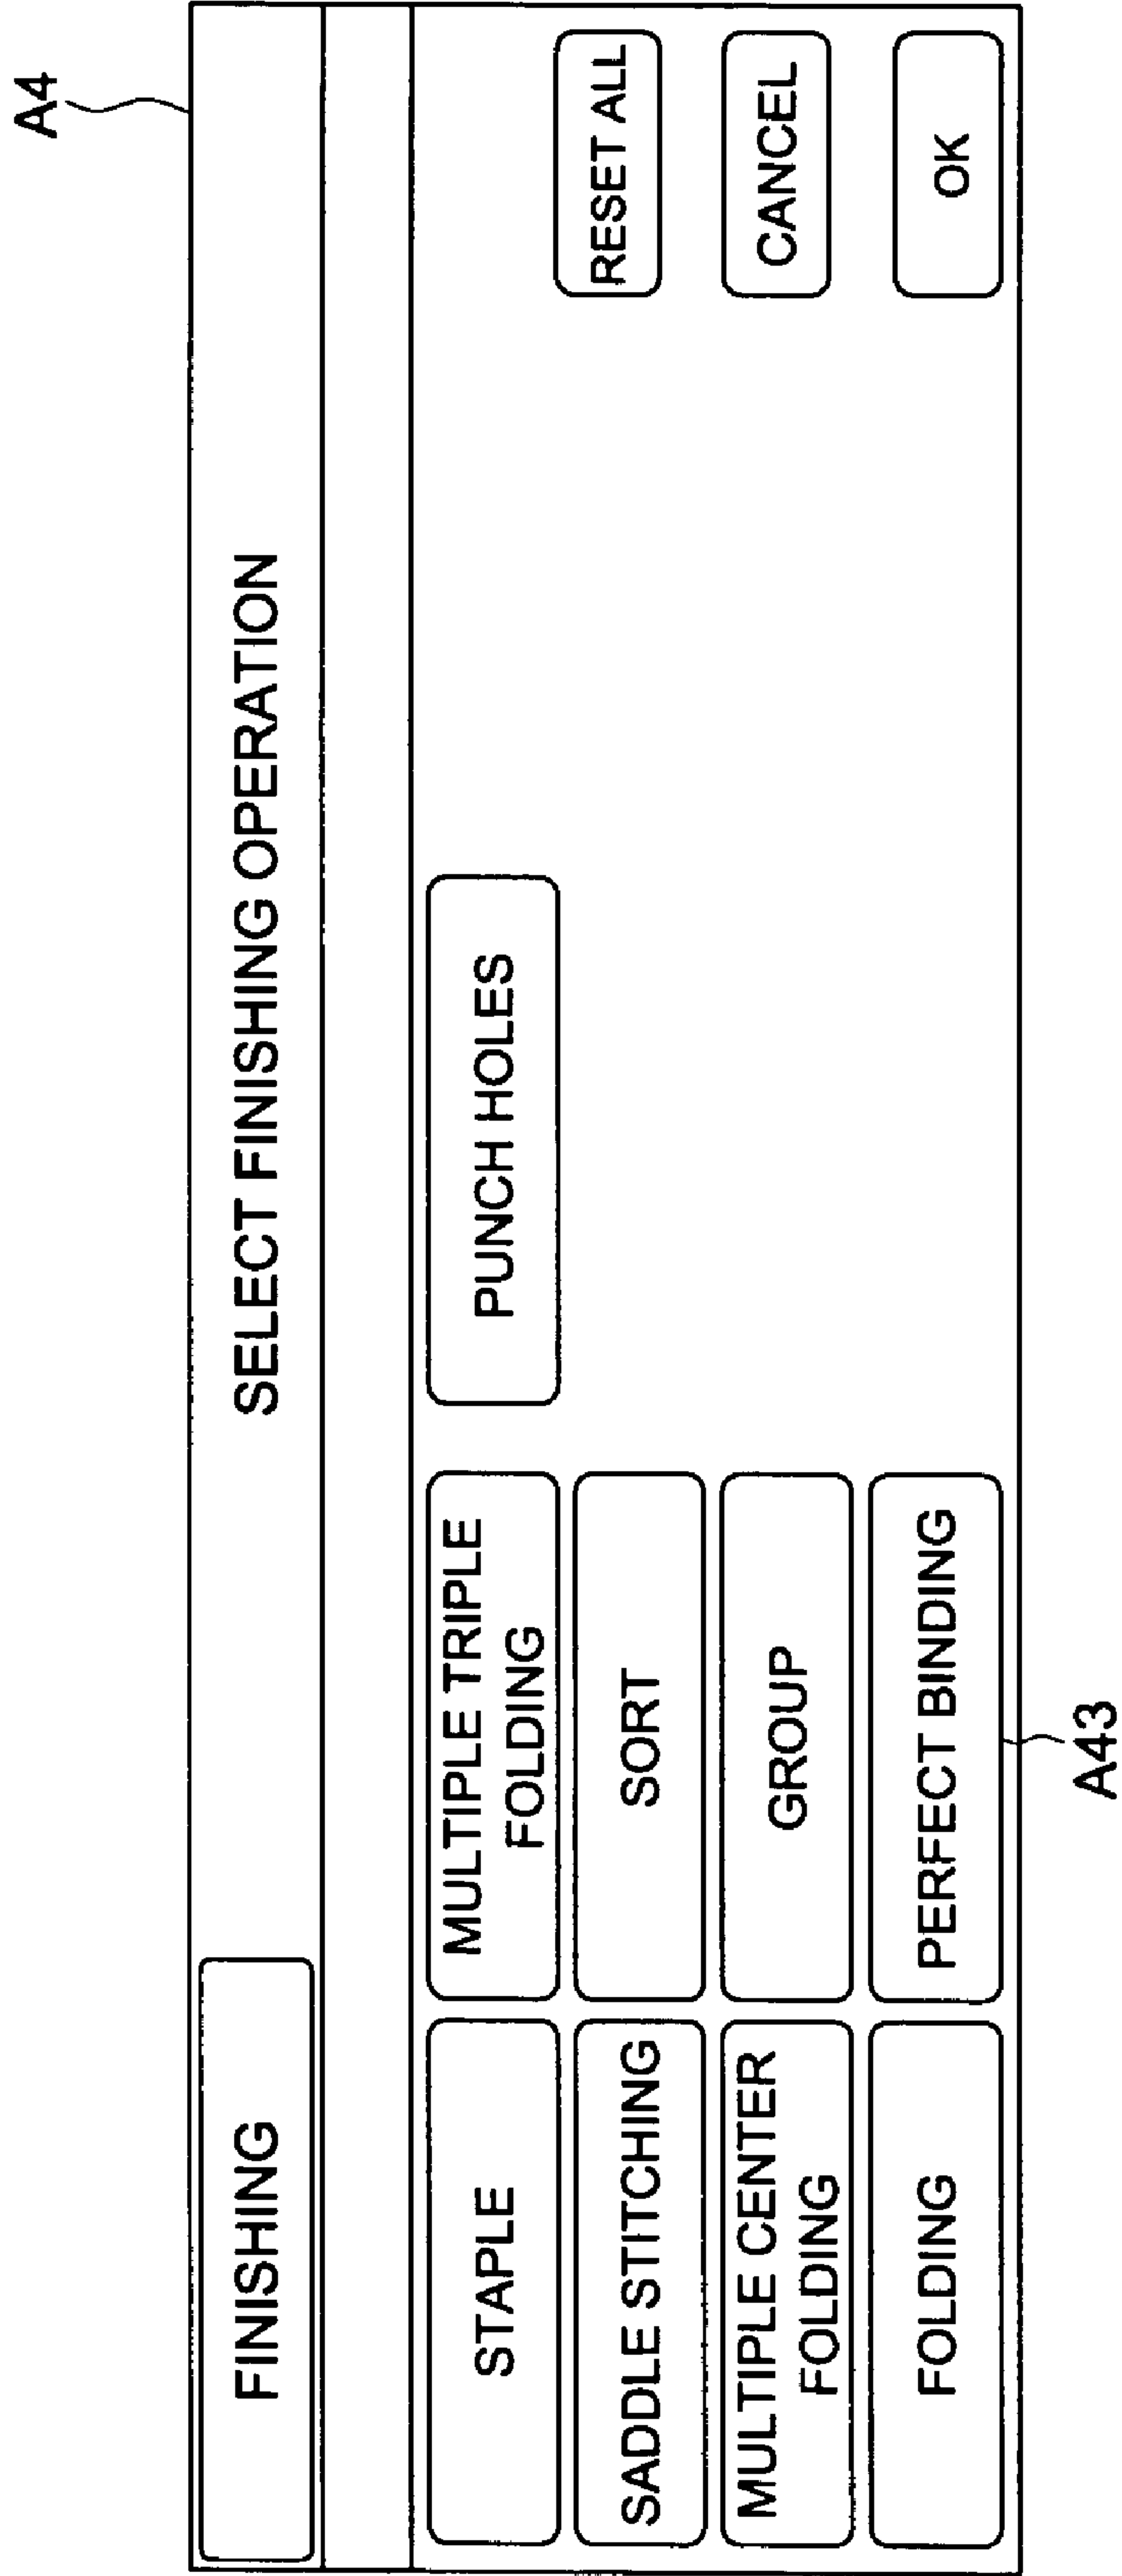 A4
FINISHING
SELECT FINISHING OPERATION
STAPLE
MULTIPLE TRIPLE
FOLDING
PUNCH HOLES
SADDLE STITCHING
SORT
RESET ALL
MULTIPLE CENTER
FOLDING
GROUP
CANCEL
FOLDING
PERFECT BINDING
OK
A43